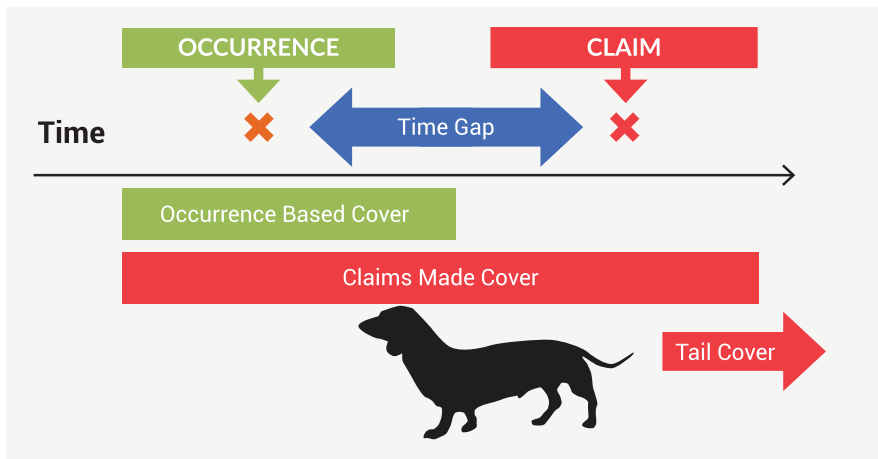 OCCURRENCE
CLAIM
Time
Time Gap
Occurrence Based Cover
Claims Made Cover
Tail Cover